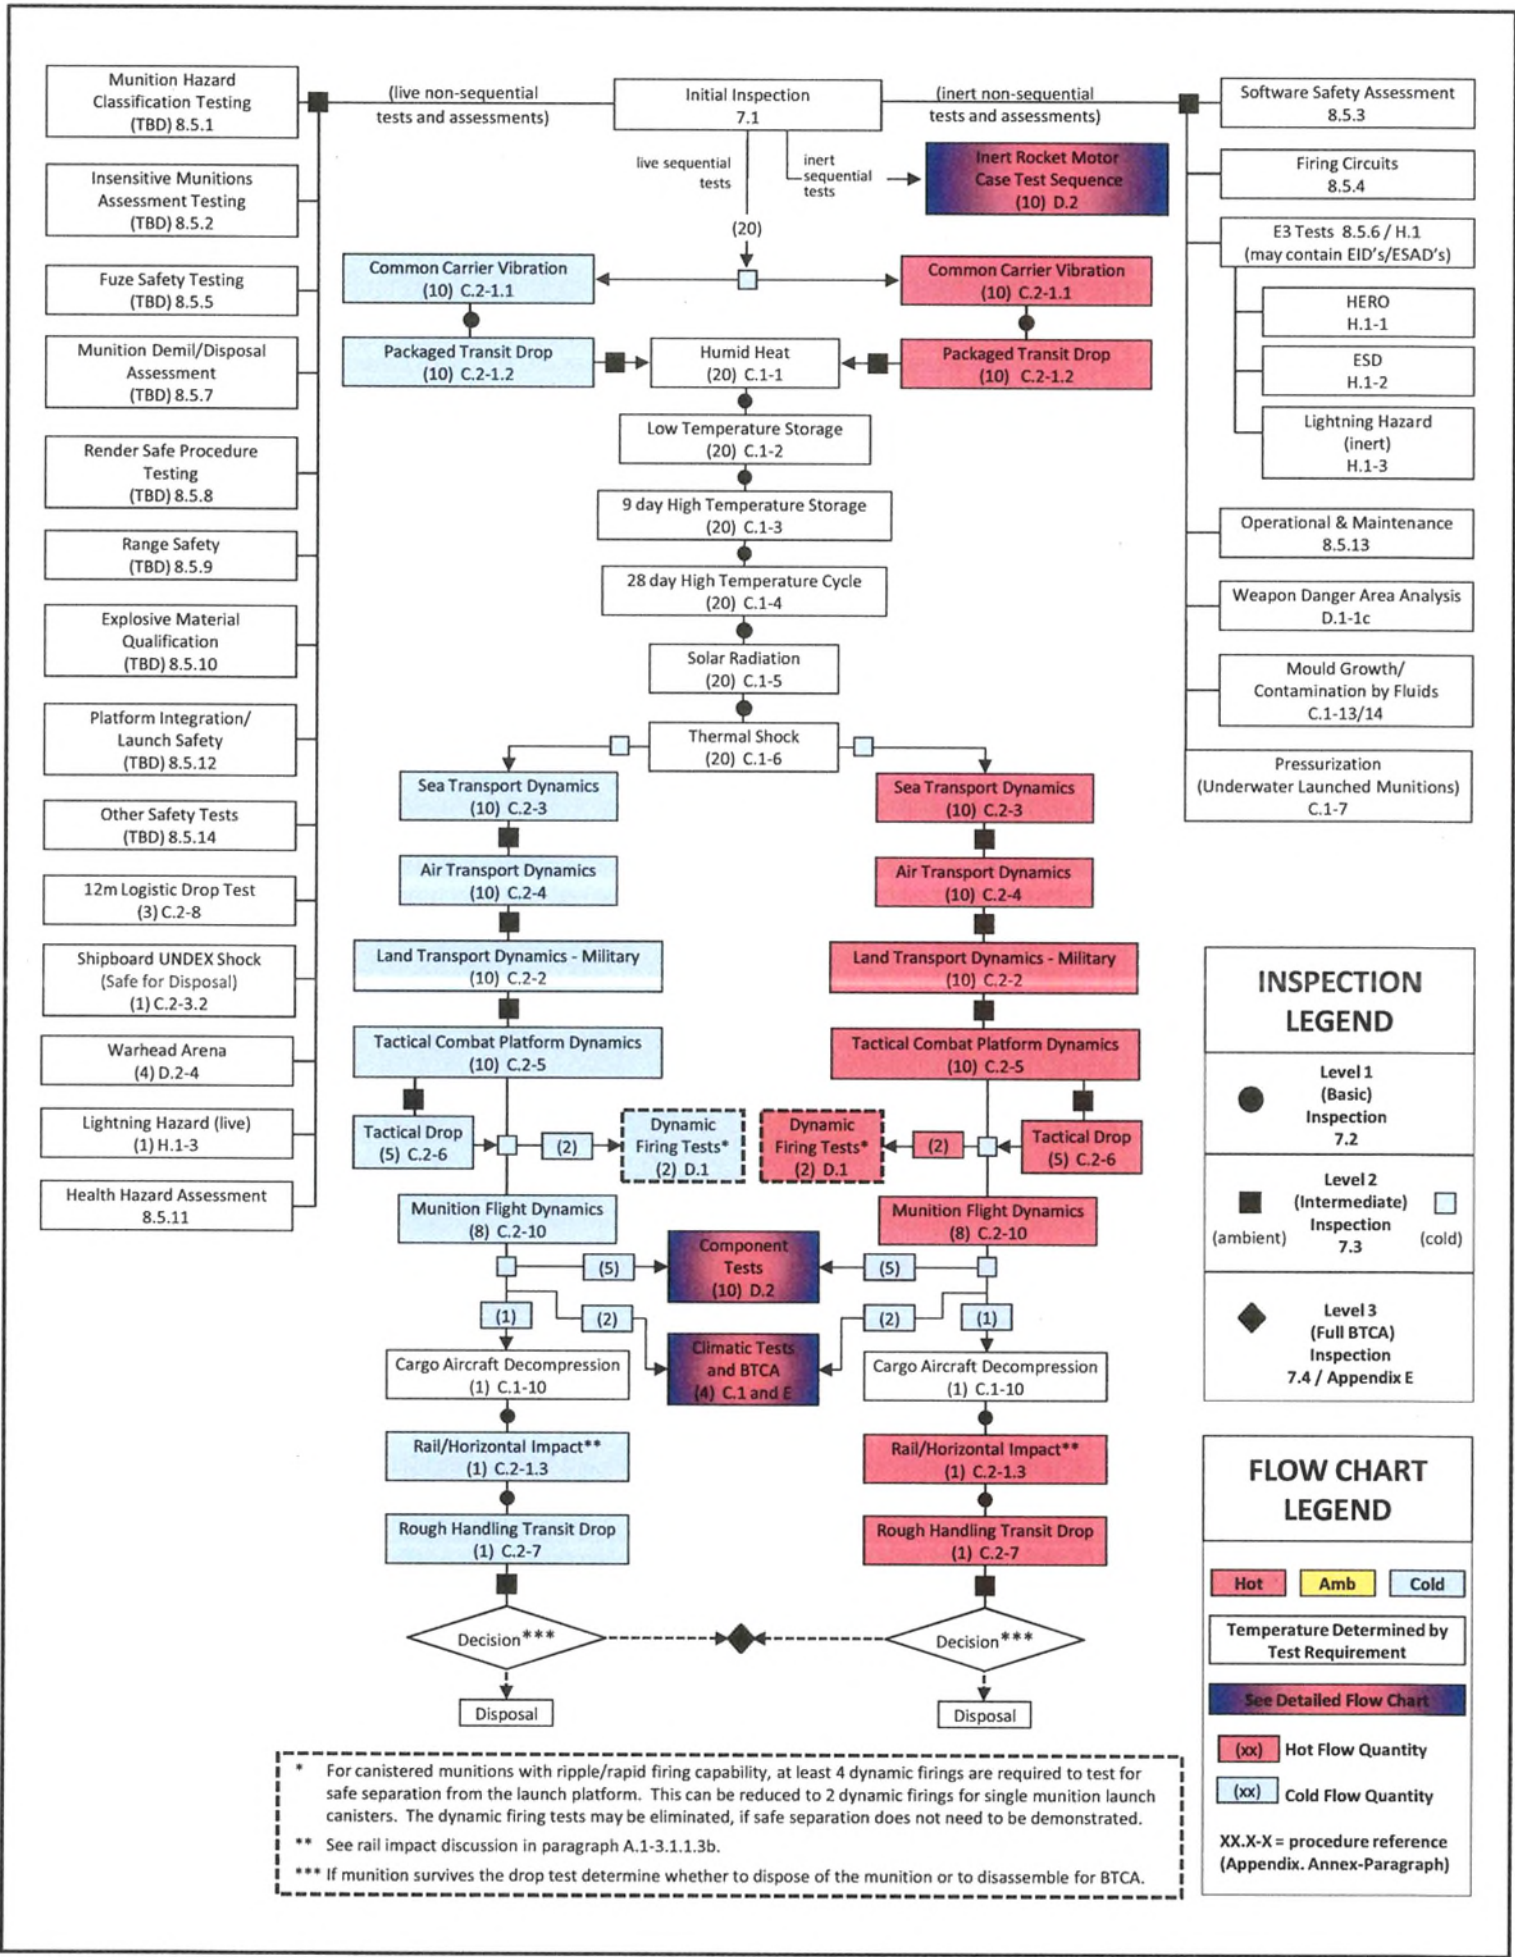 Munition Hazard
Classification Testing
(TBD) 8.5.1
Insensitive Munitions
Assessment Testing
(TBD) 8.5.2
Fuze Safety Testing
(TBD) 8.5.5
Munition Demil/Disposal
Assessment
(TBD) 8.5.7
Render Safe Procedure
Testing
(TBD) 8.5.8
Range Safety
(TBD) 8.5.9
Explosive Material
Qualification
(TBD) 8.5.10
Platform Integration/
Launch Safety
(TBD) 8.5.12
Other Safety Tests
(TBD) 8.5.14
12m Logistic Drop Test
(3) C.2-8
Shipboard UNDEX Shock
(Safe for Disposal)
(1) C.2-3.2
Warhead Arena
(4) D.2-4
Lightning Hazard (live)
(1) H.1-3
Health Hazard Assessment
8.5.11
(live non-sequential
tests and assessments)
Initial Inspection
7.1
(inert non-sequential
tests and assessments)
live sequential
tests
inert
sequential
tests
Inert Rocket Motor
Case Test Sequence
(10) D.2
(20)
Common Carrier Vibration
(10) C.2-1.1
Common Carrier Vibration
(10) C.2-1.1
Packaged Transit Drop
(10) C.2-1.2
Humid Heat
(20) C.1-1
Packaged Transit Drop
(10) C.2-1.2
Low Temperature Storage
(20) C.1-2
9 day High Temperature Storage
(20) C.1-3
28 day High Temperature Cycle
(20) C.1-4
Solar Radiation
(20) C.1-5
Thermal Shock
(20) C.1-6
Sea Transport Dynamics
(10) C.2-3
Sea Transport Dynamics
(10) C.2-3
Air Transport Dynamics
(10) C.2-4
Air Transport Dynamics
(10) C.2-4
Land Transport Dynamics - Military
(10) C.2-2
Land Transport Dynamics - Military
(10) C.2-2
Tactical Combat Platform Dynamics
(10) C.2-5
Tactical Combat Platform Dynamics
(10) C.2-5
Tactical Drop
(5) C.2-6
(2)
Dynamic
Firing Tests*
(2) D.1
Dynamic
Firing Tests*
(2) D.1
(2)
Tactical Drop
(5) C.2-6
Munition Flight Dynamics
(8) C.2-10
Munition Flight Dynamics
(8) C.2-10
(5)
Component
Tests
(10) D.2
(5)
(1)
(2)
(2)
(1)
Climatic Tests
and BTCA
(4) C.1 and E
Cargo Aircraft Decompression
(1) C.1-10
Cargo Aircraft Decompression
(1) C.1-10
Rail/Horizontal Impact**
(1) C.2-1.3
Rail/Horizontal Impact**
(1) C.2-1.3
Rough Handling Transit Drop
(1) C.2-7
Rough Handling Transit Drop
(1) C.2-7
Decision***
Decision***
Disposal
Disposal
Software Safety Assessment
8.5.3
Firing Circuits
8.5.4
E3 Tests 8.5.6 / H.1
(may contain EID's/ESAD's)
HERO
H.1-1
ESD
H.1-2
Lightning Hazard
(inert)
H.1-3
Operational & Maintenance
8.5.13
Weapon Danger Area Analysis
D.1-1c
Mould Growth/
Contamination by Fluids
C.1-13/14
Pressurization
(Underwater Launched Munitions)
C.1-7
INSPECTION
LEGEND
Level 1
(Basic)
Inspection
7.2
Level 2
(Intermediate)
Inspection
7.3
(ambient)
(cold)
Level 3
(Full BTCA)
Inspection
7.4 / Appendix E
FLOW CHART
LEGEND
Hot
Amb
Cold
Temperature Determined by
Test Requirement
See Detailed Flow Chart
(xx) Hot Flow Quantity
(xx) Cold Flow Quantity
XX.X-X = procedure reference
(Appendix. Annex-Paragraph)
* For canistered munitions with ripple/rapid firing capability, at least 4 dynamic firings are required to test for
safe separation from the launch platform. This can be reduced to 2 dynamic firings for single munition launch
canisters. The dynamic firing tests may be eliminated, if safe separation does not need to be demonstrated.
** See rail impact discussion in paragraph A.1-3.1.1.3b.
*** If munition survives the drop test determine whether to dispose of the munition or to disassemble for BTCA.